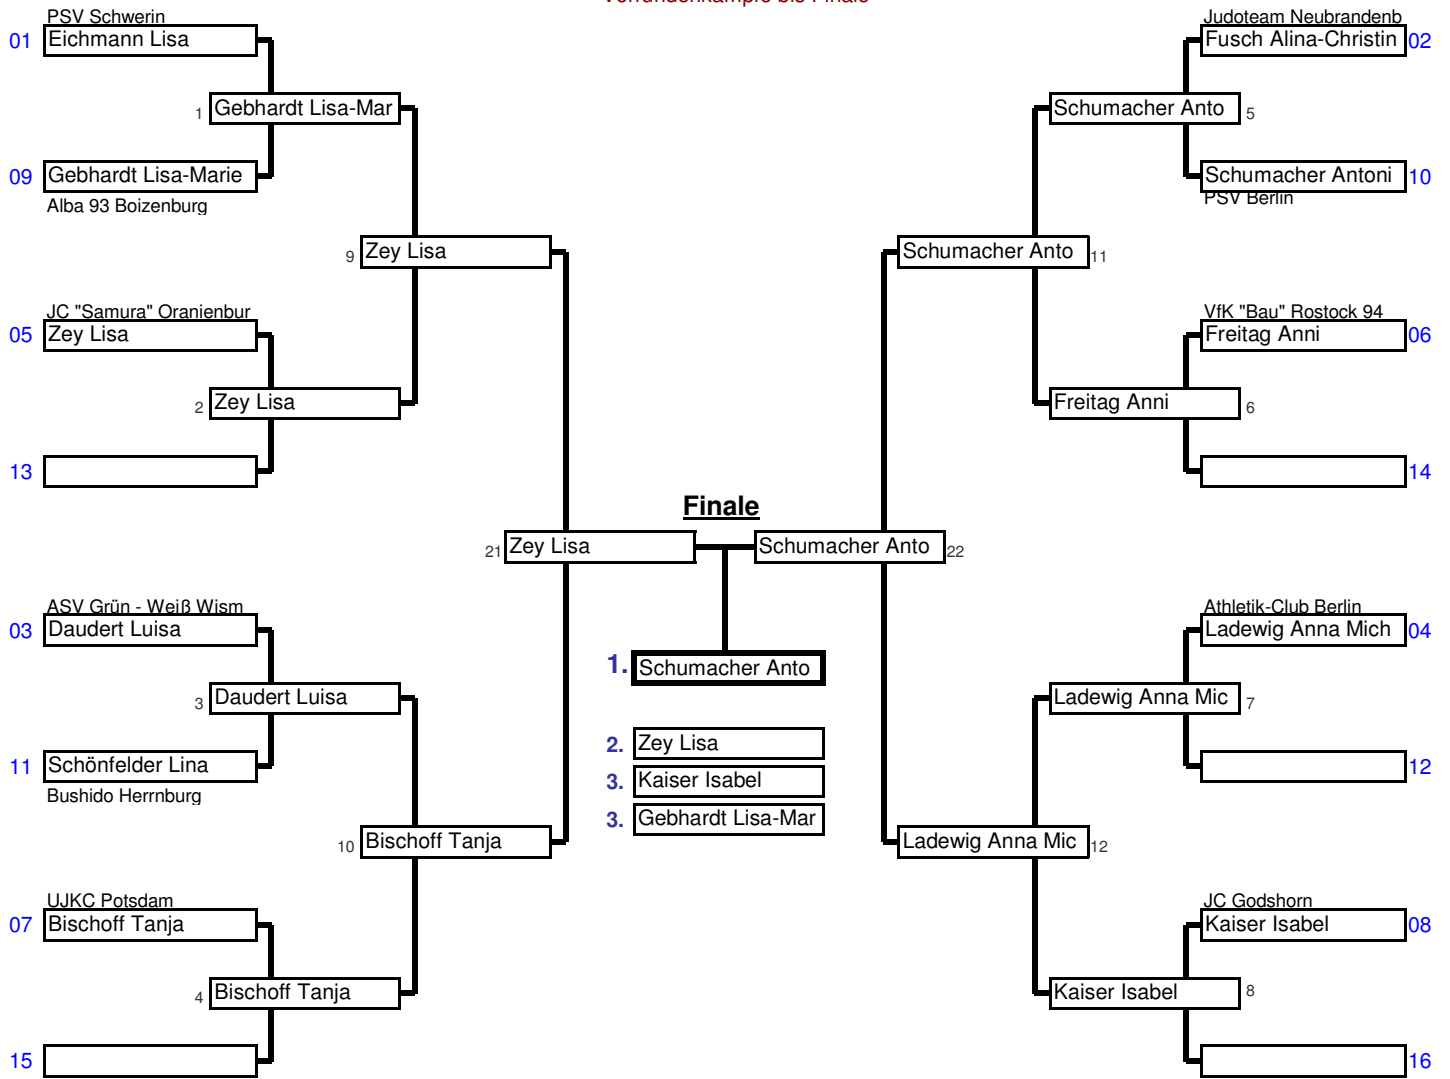 Vorrundenkämpfe bis Finale
PSV Schwerin
01 Eichmann Lisa
1 Gebhardt Lisa-Mar
09 Gebhardt Lisa-Marie
Alba 93 Boizenburg
9 Zey Lisa
JC "Samura" Oranienbur
05 Zey Lisa
2 Zey Lisa
13
21 Zey Lisa
ASV Grün - Weiß Wism
03 Daudert Luisa
3 Daudert Luisa
11 Schönfelder Lina
Bushido Herrnburg
10 Bischoff Tanja
UJKC Potsdam
07 Bischoff Tanja
4 Bischoff Tanja
15
Finale
1. Schumacher Anto
2. Zey Lisa
3. Kaiser Isabel
3. Gebhardt Lisa-Mar
Judoteam Neubrandenb
Fusch Alina-Christin 02
Schumacher Anto 5
Schumacher Antoni 10
PSV Berlin
Schumacher Anto 11
VfK "Bau" Rostock 94
Freitag Anni 06
Freitag Anni 6
14
Schumacher Anto 22
Athletik-Club Berlin
Ladewig Anna Mich 04
Ladewig Anna Mic 7
12
Ladewig Anna Mic 12
JC Godshorn
Kaiser Isabel 08
Kaiser Isabel 8
16